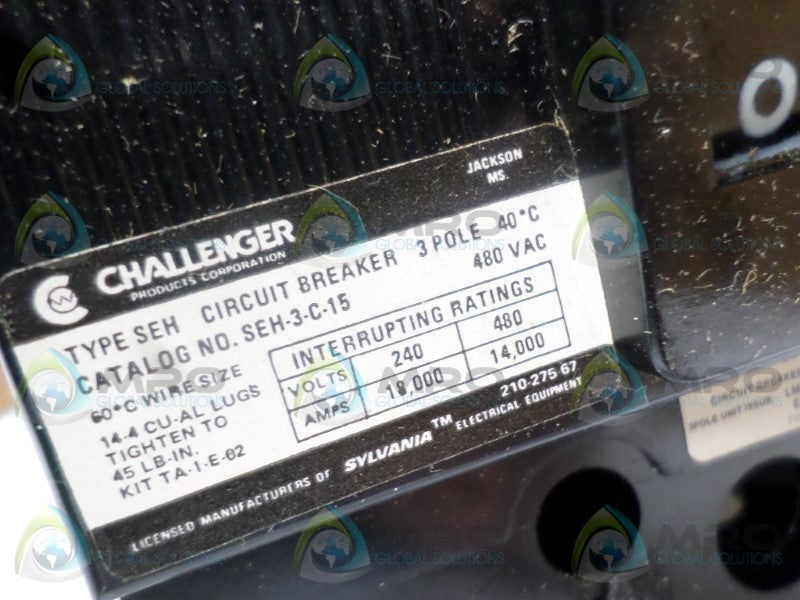 JACKSON
MS.
CHALLENGER
PRODUCTS CORPORATION
TYPE SEH CIRCUIT BREAKER 3 POLE 40°C
CATALOG NO. SEH-3-C-15 480 VAC
60°C WIRE SIZE
14-4 CU-AL LUGS
TIGHTEN TO
45 LB-IN.
KIT TA-1-E-02
INTERRUPTING RATINGS
VOLTS 240 480
AMPS 18,000 14,000
210-275 67
LICENSED MANUFACTURERS OF SYLVANIA™ ELECTRICAL EQUIPMENT
O
MRO
GLOBAL SOLUTIONS